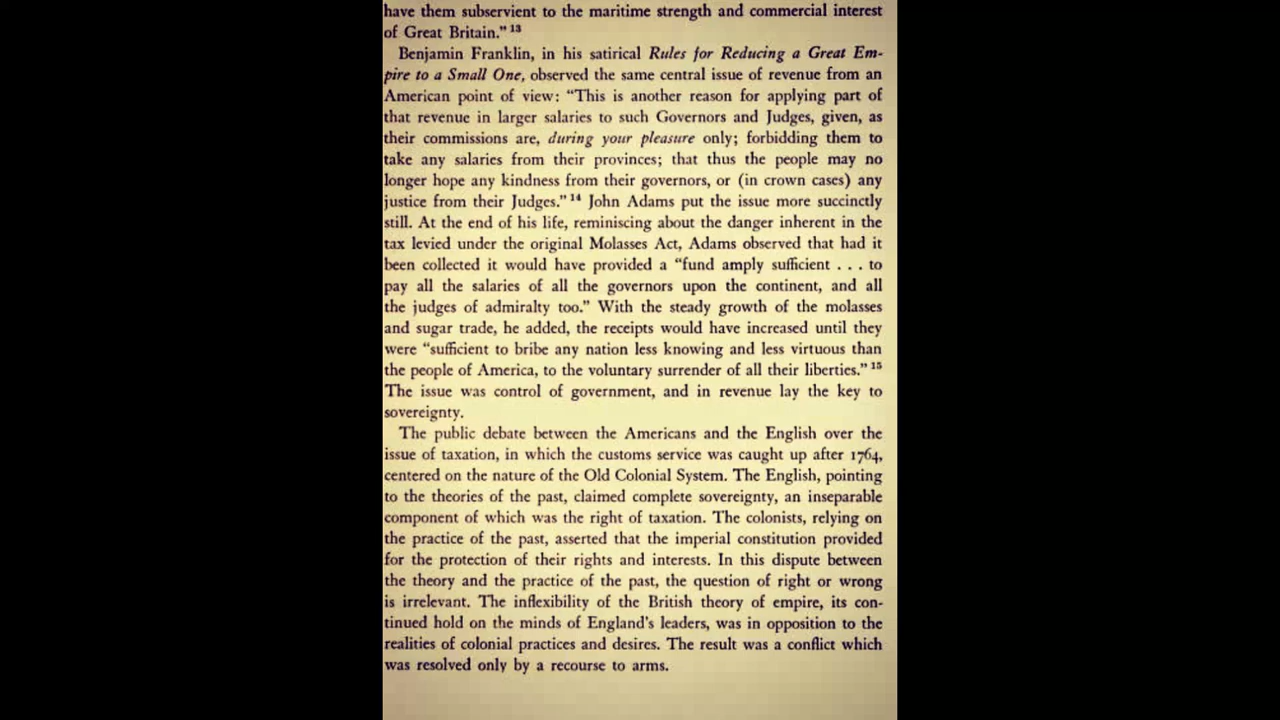 have them subservient to the maritime strength and commercial interest
of Great Britain." 13
Benjamin Franklin, in his satirical Rules for Reducing a Great Em-
pire to a Small One, observed the same central issue of revenue from an
American point of view: "This is another reason for applying part of
that revenue in larger salaries to such Governors and Judges, given, as
their commissions are, during your pleasure only; forbidding them to
take any salaries from their provinces; that thus the people may no
longer hope any kindness from their governors, or (in crown cases) any
justice from their Judges." 14 John Adams put the issue more succinctly
still. At the end of his life, reminiscing about the danger inherent in the
tax levied under the original Molasses Act, Adams observed that had it
been collected it would have provided a "fund amply sufficient . . . to
pay all the salaries of all the governors upon the continent, and all
the judges of admiralty too." With the steady growth of the molasses
and sugar trade, he added, the receipts would have increased until they
were "sufficient to bribe any nation less knowing and less virtuous than
the people of America, to the voluntary surrender of all their liberties." 15
The issue was control of government, and in revenue lay the key to
sovereignty.
The public debate between the Americans and the English over the
issue of taxation, in which the customs service was caught up after 1764,
centered on the nature of the Old Colonial System. The English, pointing
to the theories of the past, claimed complete sovereignty, an inseparable
component of which was the right of taxation. The colonists, relying on
the practice of the past, asserted that the imperial constitution provided
for the protection of their rights and interests. In this dispute between
the theory and the practice of the past, the question of right or wrong
is irrelevant. The inflexibility of the British theory of empire, its con-
tinued hold on the minds of England's leaders, was in opposition to the
realities of colonial practices and desires. The result was a conflict which
was resolved only by a recourse to arms.